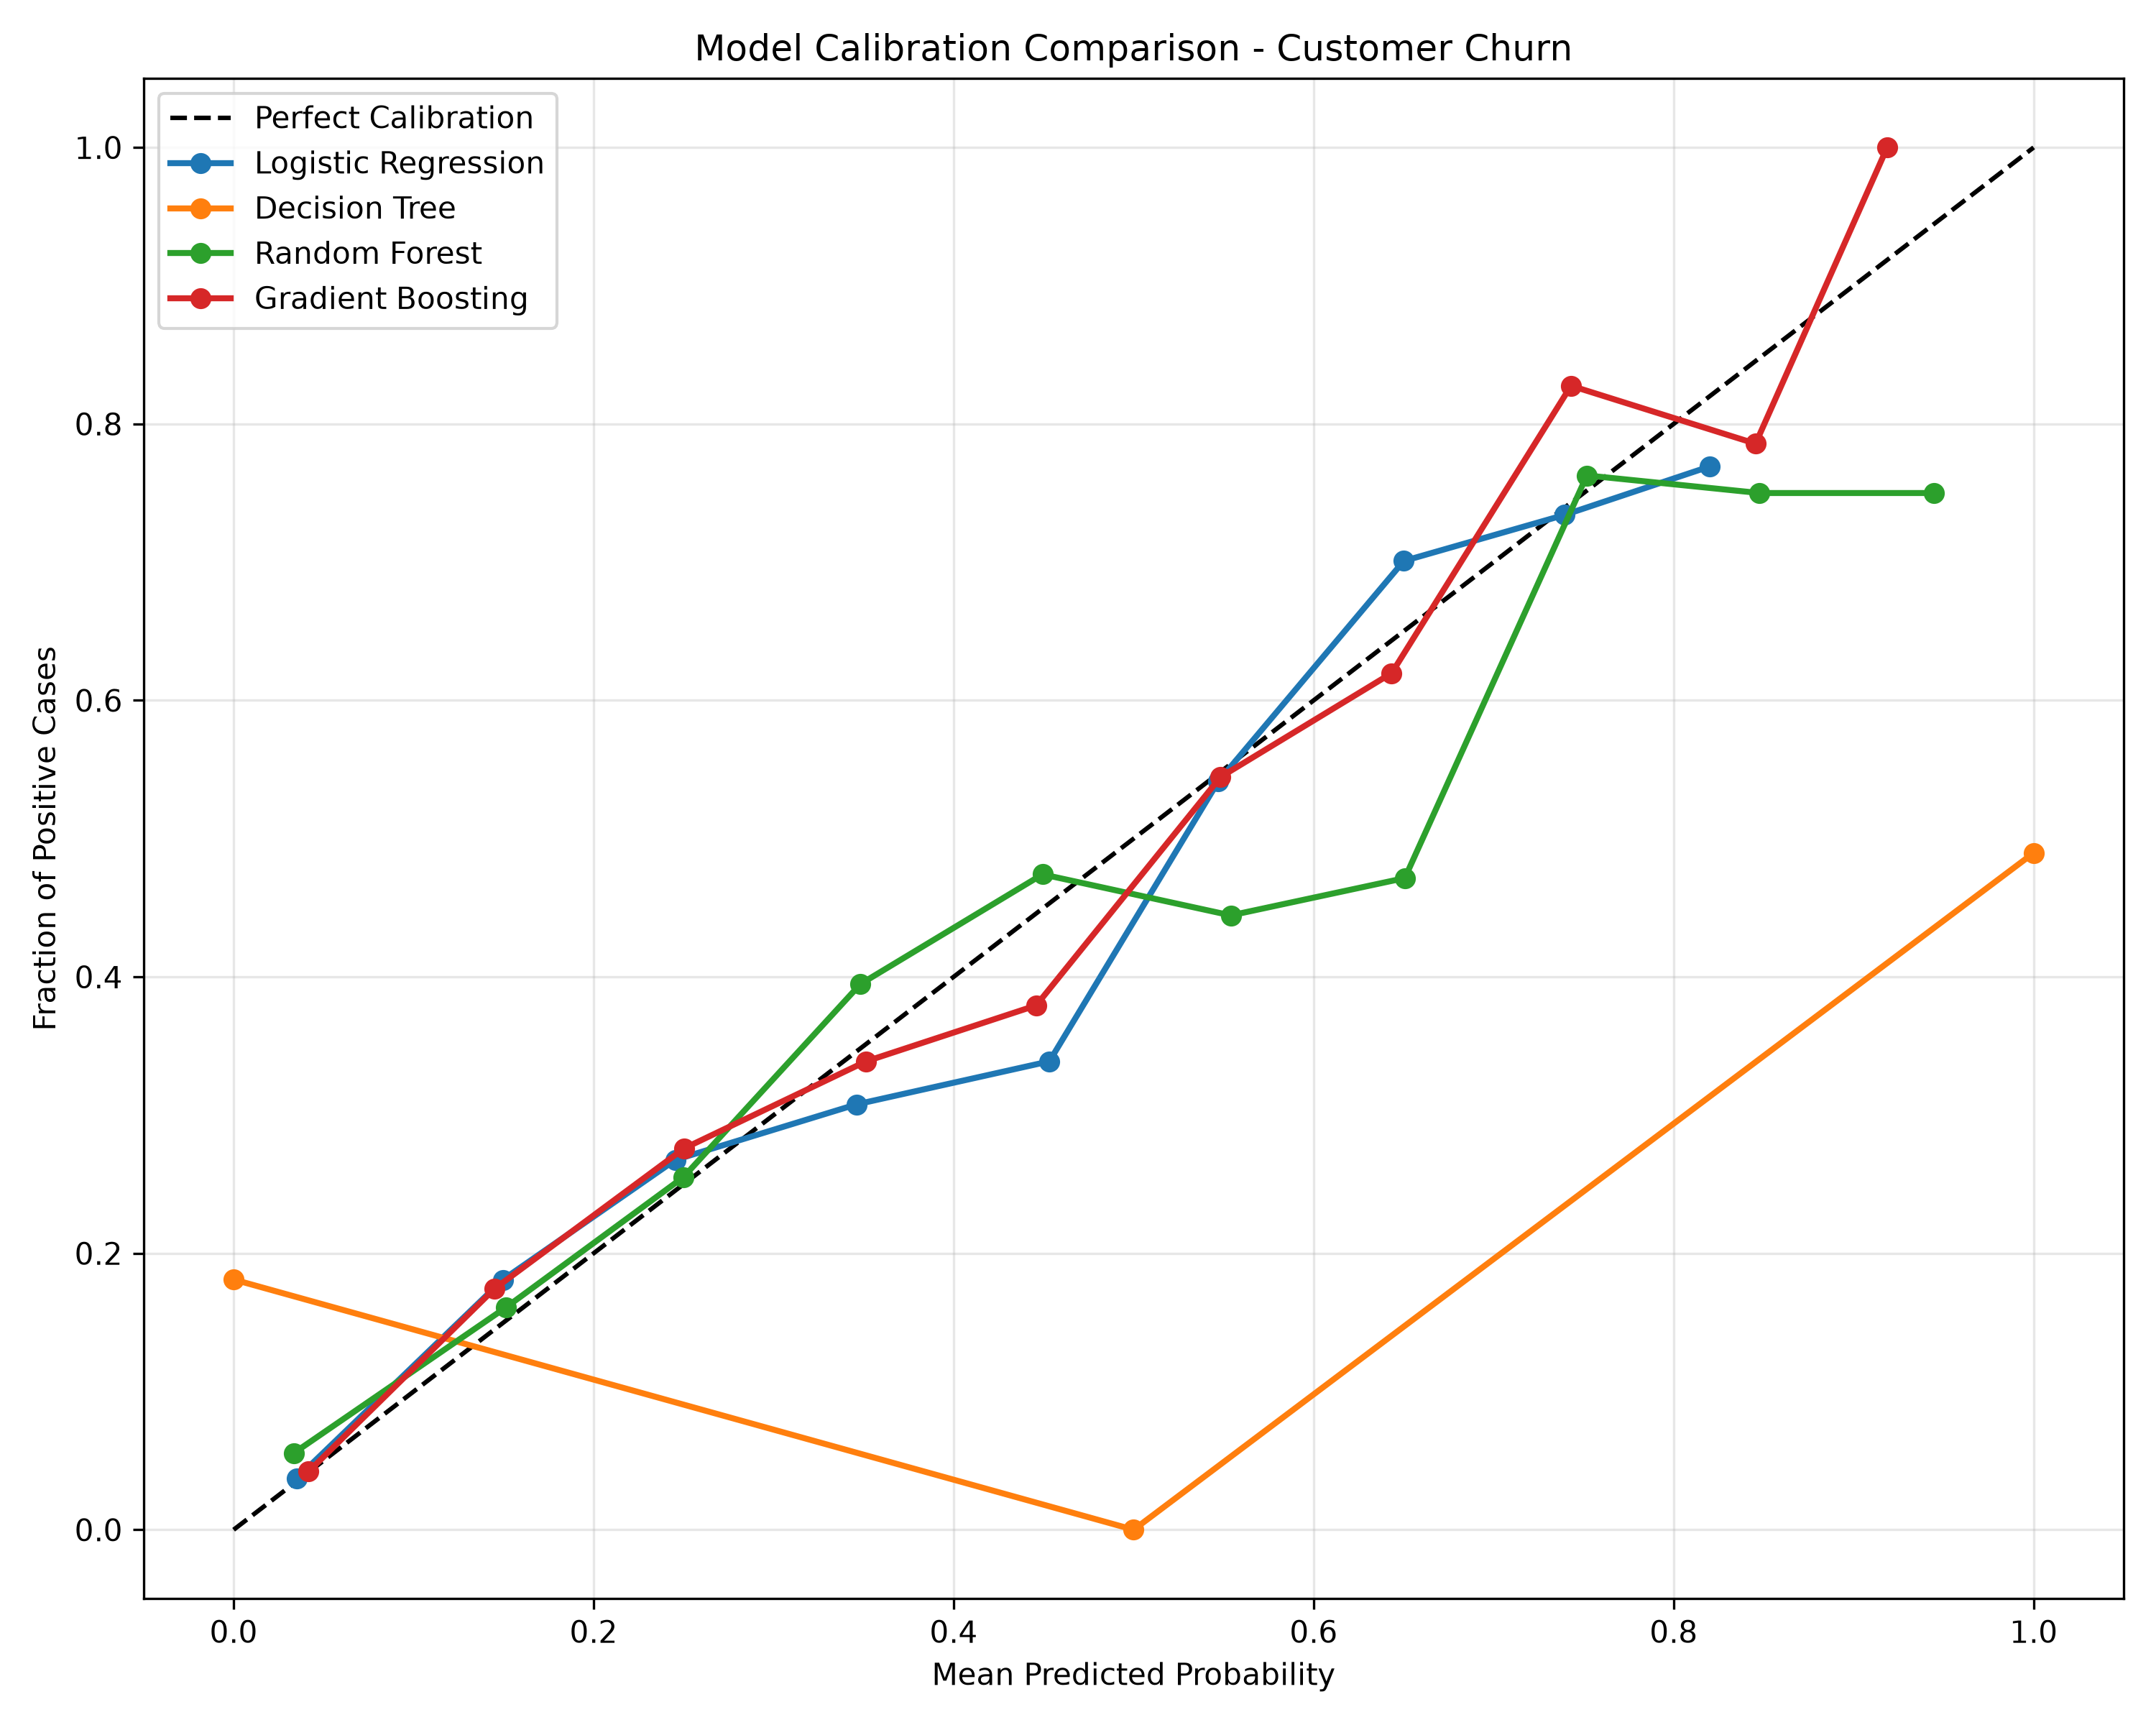 Model Calibration Comparison - Customer Churn
Perfect Calibration
Logistic Regression
Decision Tree
Random Forest
Gradient Boosting
1.0
0.8
0.6
0.4
0.2
0.0
Fraction of Positive Cases
0.0 0.2 0.4 0.6 0.8 1.0
Mean Predicted Probability